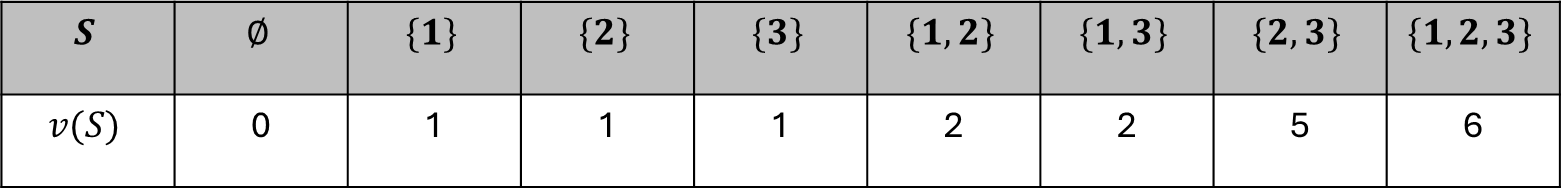 S ∅ {1} {2} {3} {1, 2} {1, 3} {2, 3} {1, 2, 3}
v(S) 0 1 1 1 2 2 5 6